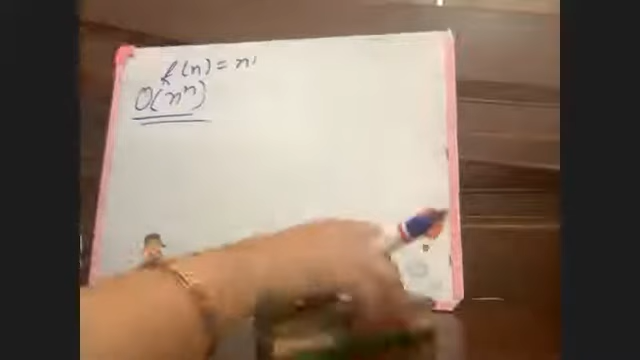 f(n) = n!
O(nⁿ)